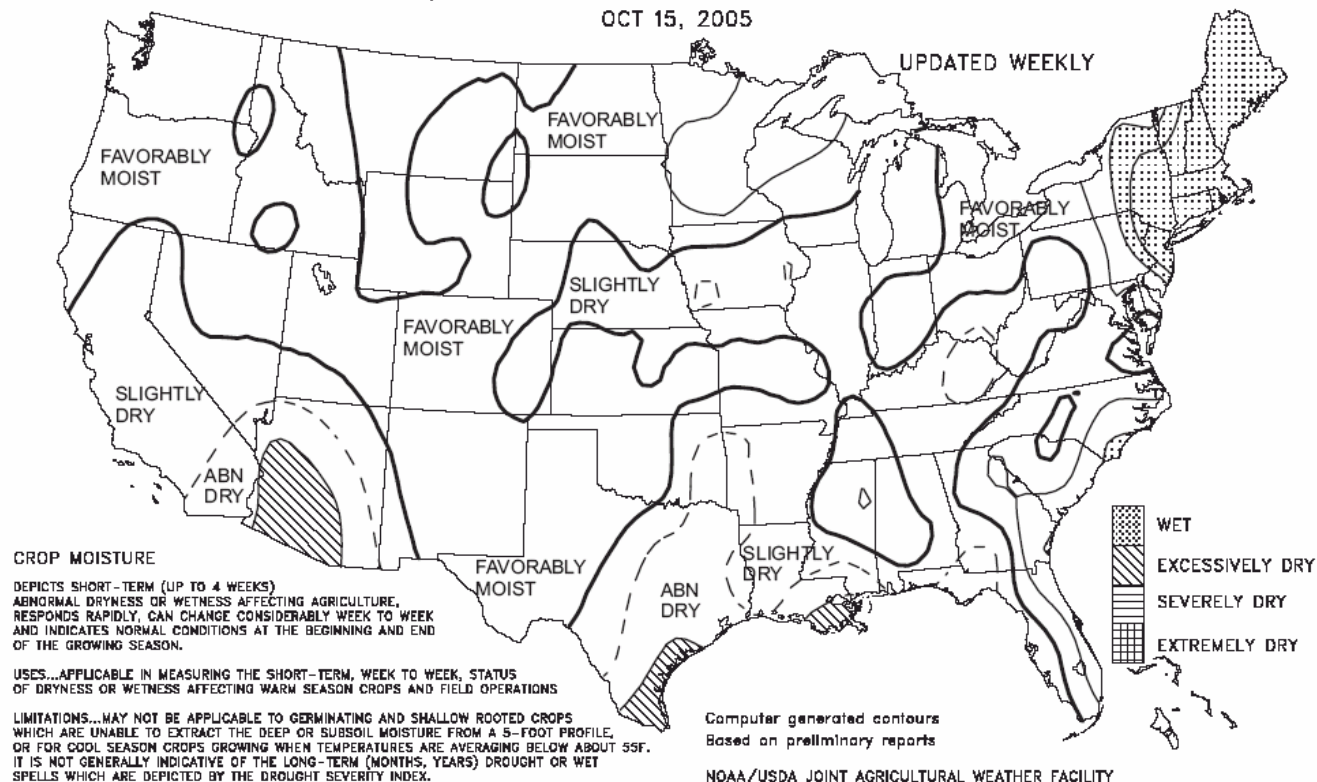 OCT 15, 2005
UPDATED WEEKLY
FAVORABLY
MOIST
FAVORABLY
MOIST
FAVORABLY
MOIST
SLIGHTLY
DRY
FAVORABLY
MOIST
SLIGHTLY
DRY
ABN
DRY
FAVORABLY
MOIST
ABN
DRY
SLIGHTLY
DRY
WET
EXCESSIVELY DRY
SEVERELY DRY
EXTREMELY DRY
CROP MOISTURE
DEPICTS SHORT-TERM (UP TO 4 WEEKS)
ABNORMAL DRYNESS OR WETNESS AFFECTING AGRICULTURE,
RESPONDS RAPIDLY, CAN CHANGE CONSIDERABLY WEEK TO WEEK
AND INDICATES NORMAL CONDITIONS AT THE BEGINNING AND END
OF THE GROWING SEASON.
USES...APPLICABLE IN MEASURING THE SHORT-TERM, WEEK TO WEEK, STATUS
OF DRYNESS OR WETNESS AFFECTING WARM SEASON CROPS AND FIELD OPERATIONS
LIMITATIONS...MAY NOT BE APPLICABLE TO GERMINATING AND SHALLOW ROOTED CROPS
WHICH ARE UNABLE TO EXTRACT THE DEEP OR SUBSOIL MOISTURE FROM A 5-FOOT PROFILE,
OR FOR COOL SEASON CROPS GROWING WHEN TEMPERATURES ARE AVERAGING BELOW ABOUT 55F.
IT IS NOT GENERALLY INDICATIVE OF THE LONG-TERM (MONTHS, YEARS) DROUGHT OR WET
SPELLS WHICH ARE DEPICTED BY THE DROUGHT SEVERITY INDEX.
Computer generated contours
Based on preliminary reports
NOAA/USDA JOINT AGRICULTURAL WEATHER FACILITY